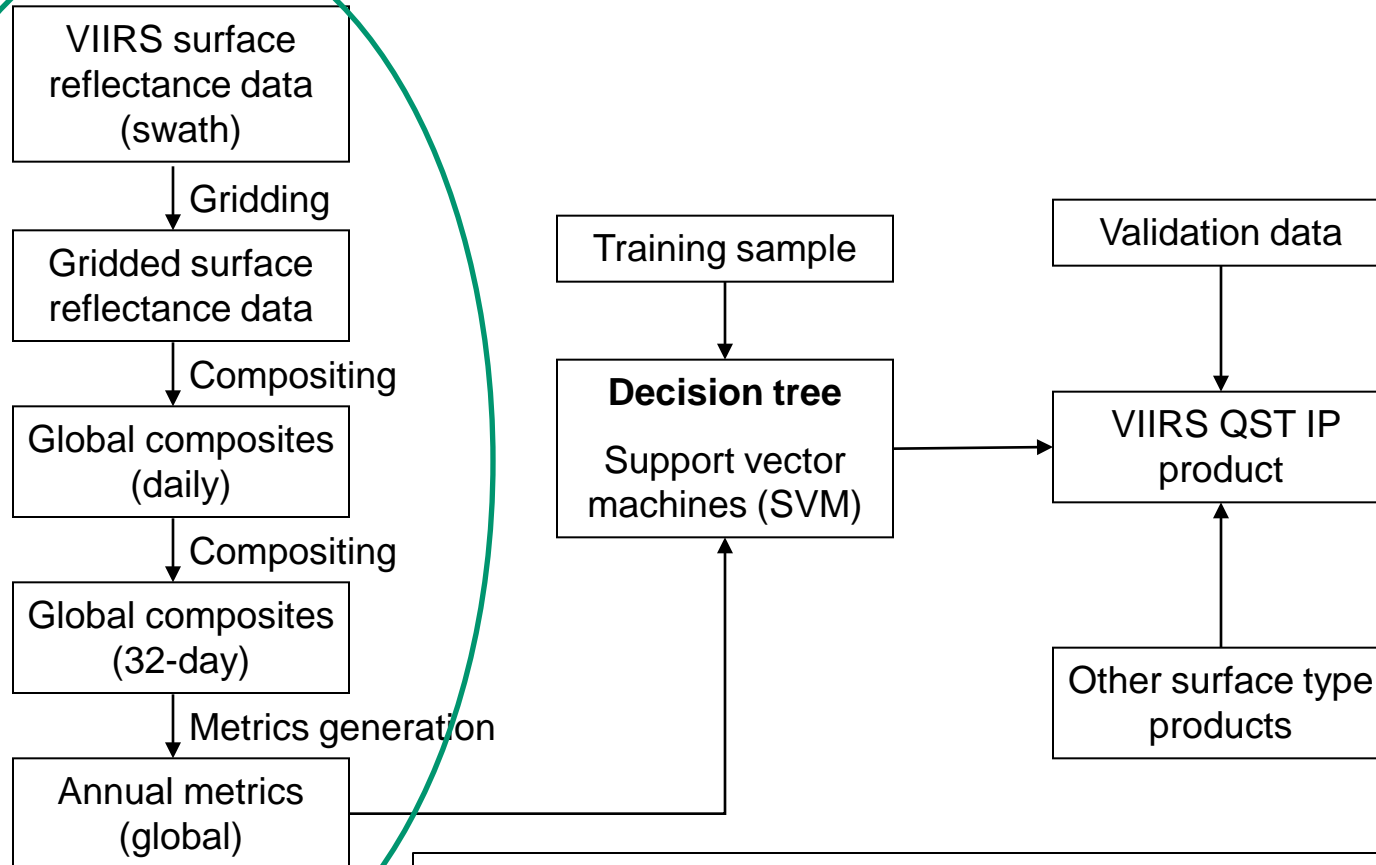 VIIRS surface
reflectance data
(swath)
Gridding
Gridded surface
reflectance data
Compositing
Global composites
(daily)
Compositing
Global composites
(32-day)
Metrics generation
Annual metrics
(global)
Training sample
Decision tree
Support vector
machines (SVM)
Validation data
VIIRS QST IP
product
Other surface type
products